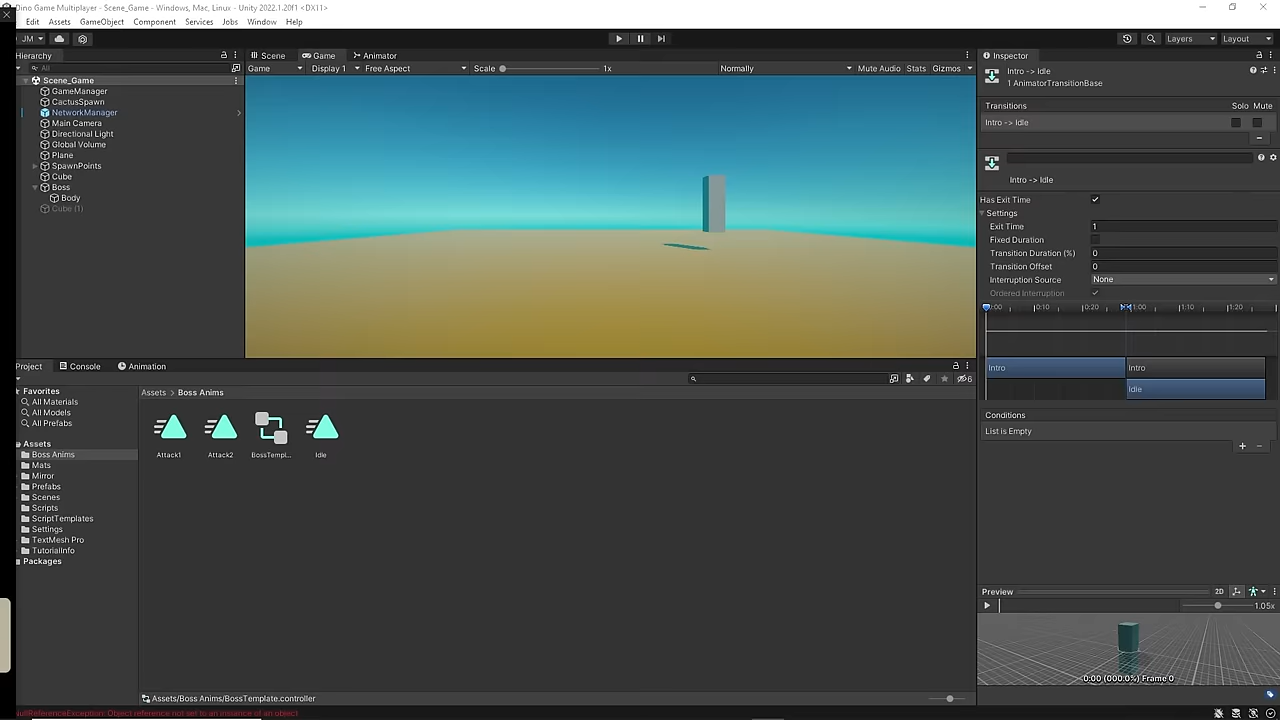 Dino Game Multiplayer - Scene_Game - Windows, Mac, Linux - Unity 2022.1.20f1 <DX11>
Edit Assets GameObject Component Services Jobs Window Help
JM
Layers Layout
Hierarchy
All
Scene_Game
GameManager
CactusSpawn
NetworkManager
Main Camera
Directional Light
Global Volume
Plane
SpawnPoints
Cube
Boss
Body
Cube (1)
Scene Game Animator
Game Display 1 Free Aspect Scale 1x Normally Mute Audio Stats Gizmos
Inspector
Intro -> Idle
1 AnimatorTransitionBase
Transitions Solo Mute
Intro -> Idle
Intro -> Idle
Has Exit Time
Settings
Exit Time 1
Fixed Duration
Transition Duration (%) 0
Transition Offset 0
Interruption Source None
Ordered Interruption
0:10 0:20 1:00 1:10 1:20
Intro Intro
Idle
Conditions
List is Empty
Preview 2D
1.05x
0:00 (000.0%) Frame 0
Project Console Animation
6
Favorites
All Materials
All Models
All Prefabs
Assets
Boss Anims
Mats
Mirror
Prefabs
Scenes
Scripts
ScriptTemplates
Settings
TextMesh Pro
TutorialInfo
Packages
Assets > Boss Anims
Attack1 Attack2 BossTempl... Idle
Assets/Boss Anims/BossTemplate.controller
ullReferenceException: Object reference not set to an instance of an object